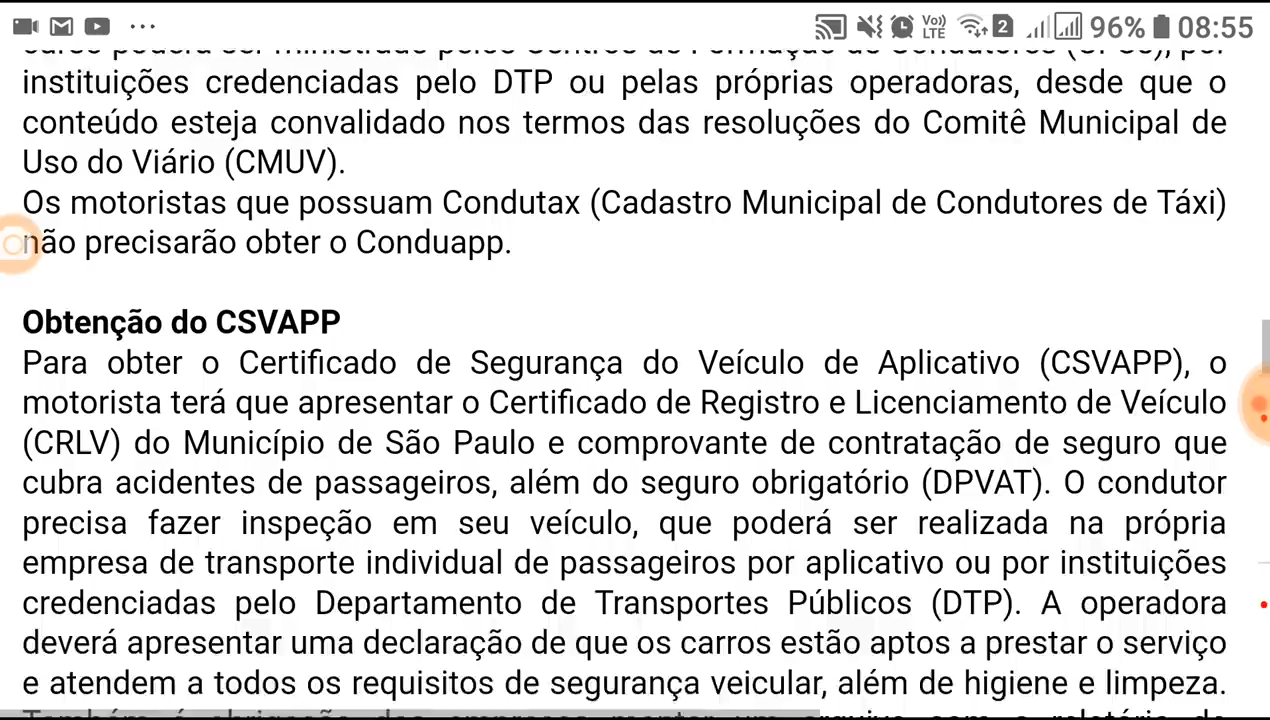 96% 08:55
instituições credenciadas pelo DTP ou pelas próprias operadoras, desde que o
conteúdo esteja convalidado nos termos das resoluções do Comitê Municipal de
Uso do Viário (CMUV).
Os motoristas que possuam Condutax (Cadastro Municipal de Condutores de Táxi)
não precisarão obter o Conduapp.
Obtenção do CSVAPP
Para obter o Certificado de Segurança do Veículo de Aplicativo (CSVAPP), o
motorista terá que apresentar o Certificado de Registro e Licenciamento de Veículo
(CRLV) do Município de São Paulo e comprovante de contratação de seguro que
cubra acidentes de passageiros, além do seguro obrigatório (DPVAT). O condutor
precisa fazer inspeção em seu veículo, que poderá ser realizada na própria
empresa de transporte individual de passageiros por aplicativo ou por instituições
credenciadas pelo Departamento de Transportes Públicos (DTP). A operadora
deverá apresentar uma declaração de que os carros estão aptos a prestar o serviço
e atendem a todos os requisitos de segurança veicular, além de higiene e limpeza.